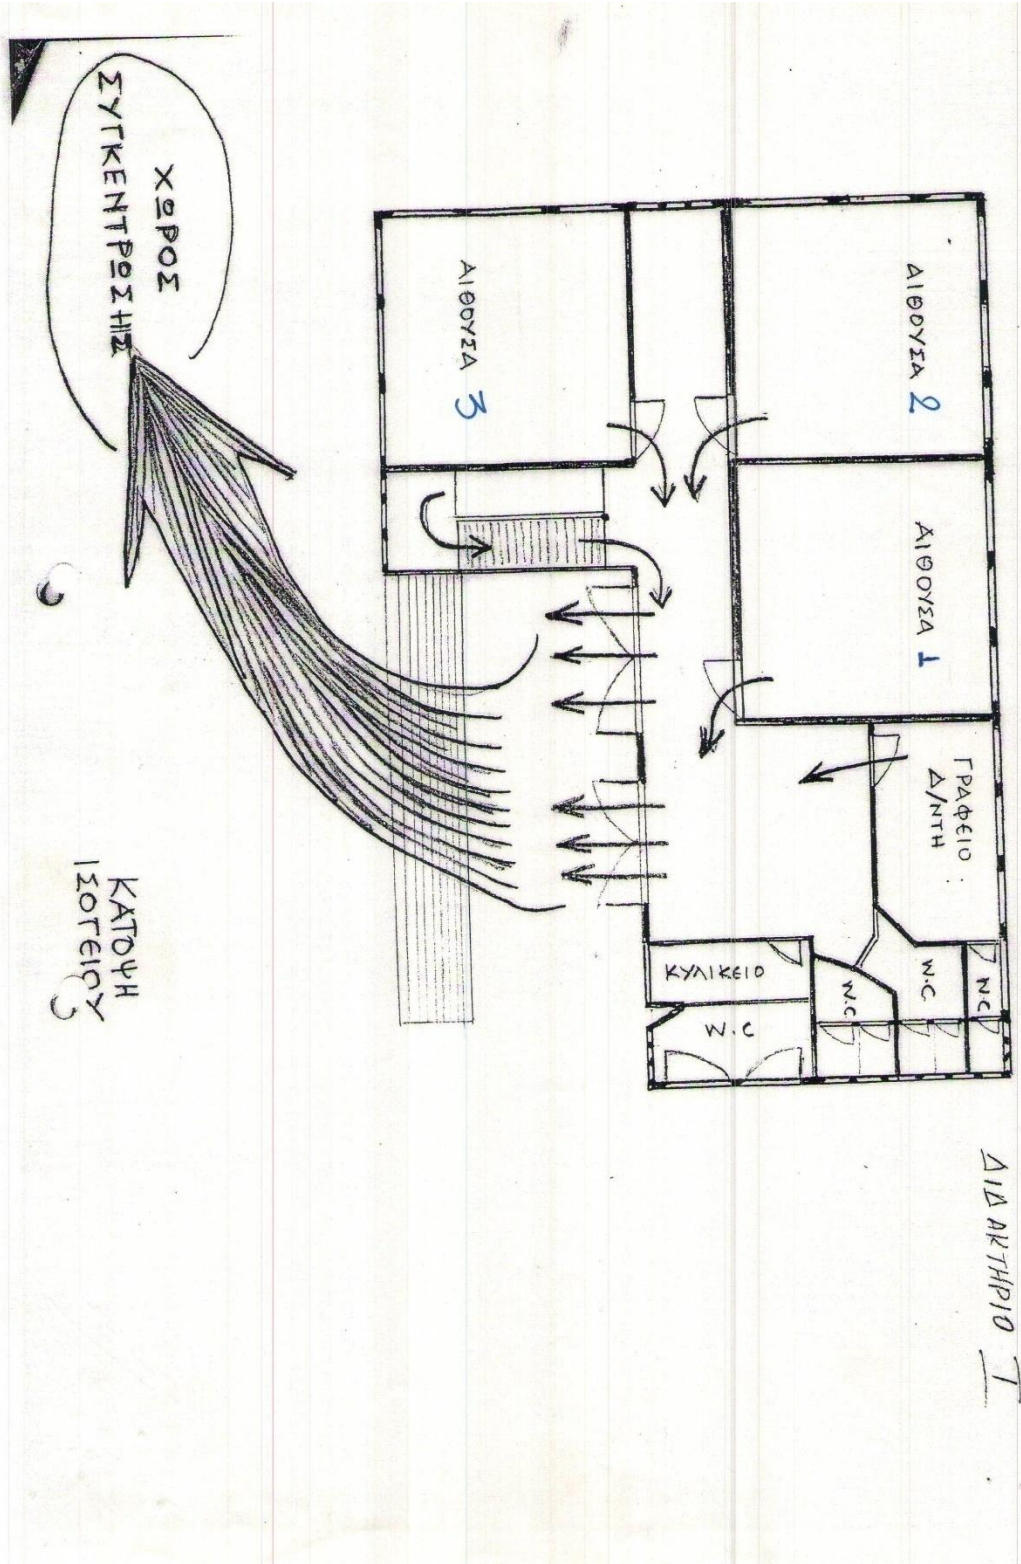 ΔΙΔΑΚΤΗΡΙΟ Ι
ΑΙΘΟΥΣΑ 2
ΑΙΘΟΥΣΑ 1
ΓΡΑΦΕΙΟ
Δ/ΝΤΗ
W.C
W.C
W.C
ΚΥΛΙΚΕΙΟ
W.C
ΑΙΘΟΥΣΑ 3
ΧΩΡΟΣ
ΣΥΓΚΕΝΤΡΩΣΗΣ
ΚΑΤΟΨΗ
ΙΣΟΓΕΙΟΥ